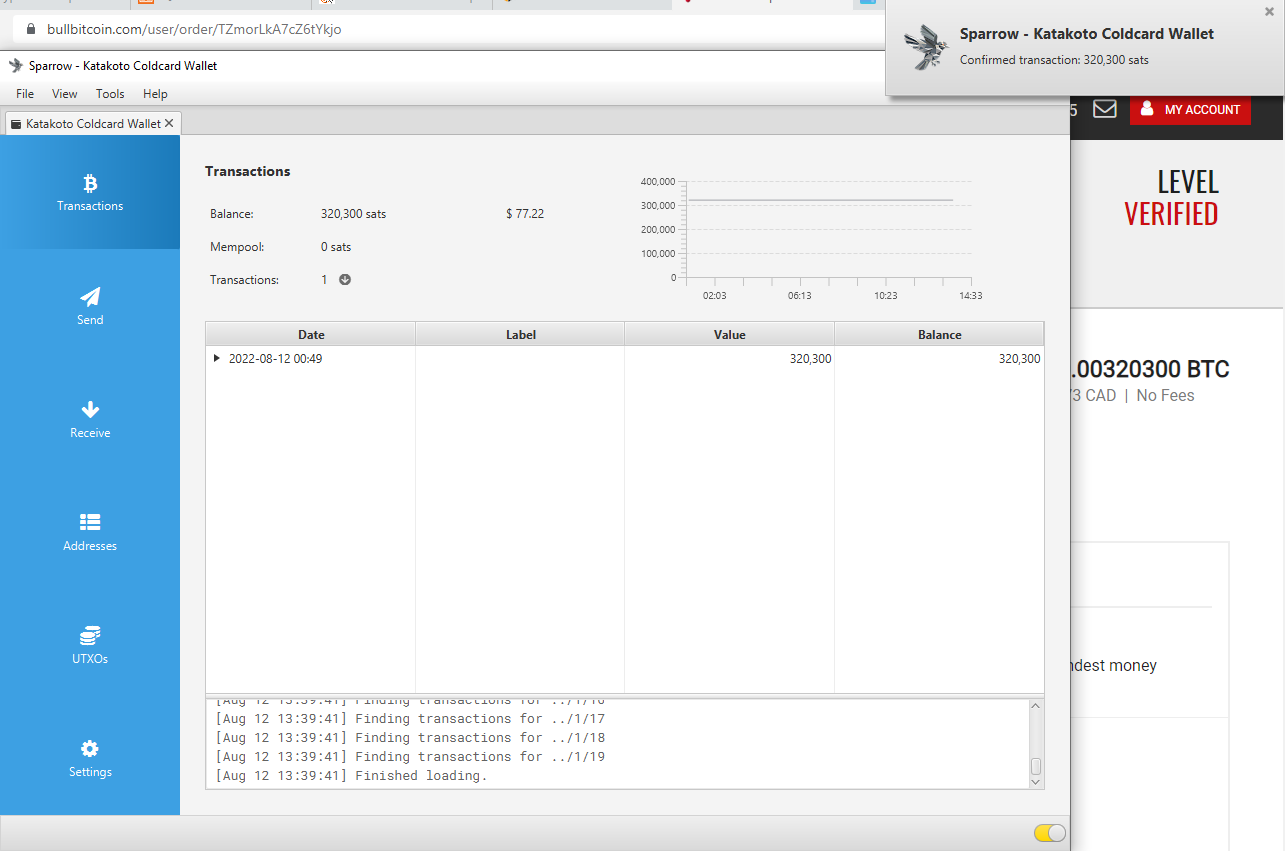 bullbitcoin.com/user/order/TZmorLkA7cZ6tYkjo
Sparrow - Katakoto Coldcard Wallet
Confirmed transaction: 320,300 sats
Sparrow - Katakoto Coldcard Wallet
File View Tools Help
5 MY ACCOUNT
Katakoto Coldcard Wallet
LEVEL
VERIFIED
Transactions
Send
Receive
Addresses
UTXOs
Settings
Transactions
Balance: 320,300 sats $ 77.22
Mempool: 0 sats
Transactions: 1
400,000
300,000
200,000
100,000
0
02:03 06:13 10:23 14:33
Date Label Value Balance
2022-08-12 00:49 320,300 320,300
[Aug 12 13:39:41] Finding transactions for ../1/16
[Aug 12 13:39:41] Finding transactions for ../1/17
[Aug 12 13:39:41] Finding transactions for ../1/18
[Aug 12 13:39:41] Finding transactions for ../1/19
[Aug 12 13:39:41] Finished loading.
.00320300 BTC
73 CAD | No Fees
ndest money